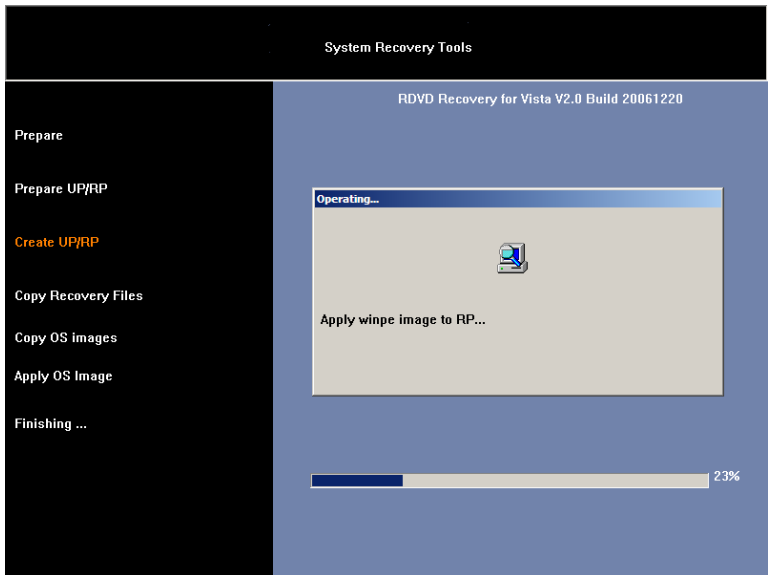 System Recovery Tools
RDVD Recovery for Vista V2.0 Build 20061220
Prepare
Prepare UP/RP
Create UP/RP
Copy Recovery Files
Copy OS images
Apply OS Image
Finishing ...
Operating...
Apply winpe image to RP...
23%